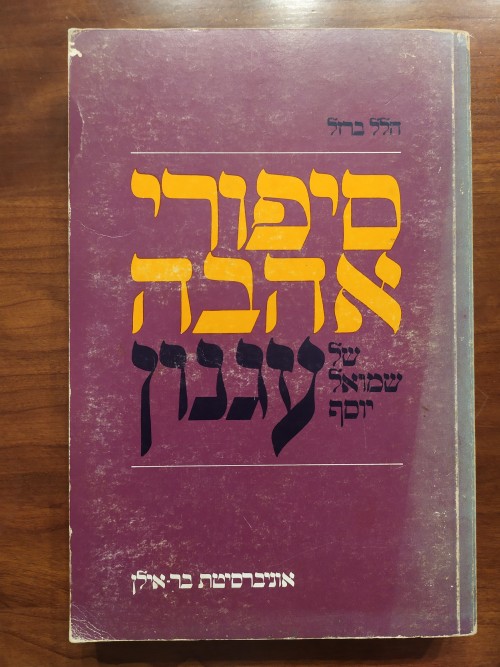 הלל ברזל
סיפורי
אהבה
של
שמואל
יוסף
עגנון
אוניברסיטת בר-אילן